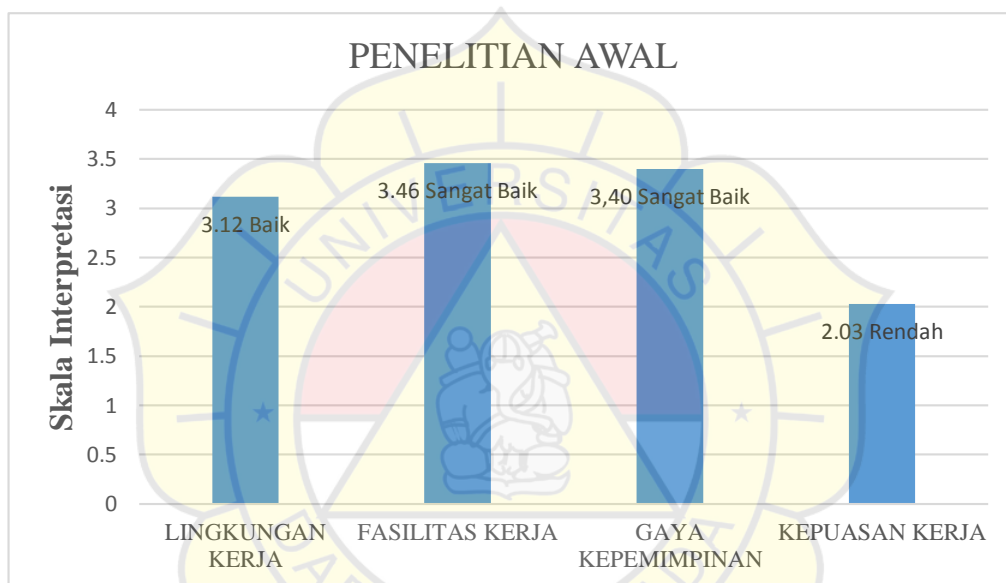 PENELITIAN AWAL
Skala Interpretasi
4
3.5
3
2.5
2
1.5
1
0.5
0
3.12 Baik
3.46 Sangat Baik
3,40 Sangat Baik
2.03 Rendah
LINGKUNGAN
KERJA
FASILITAS KERJA
GAYA
KEPEMIMPINAN
KEPUASAN KERJA
UNIVERSITAS